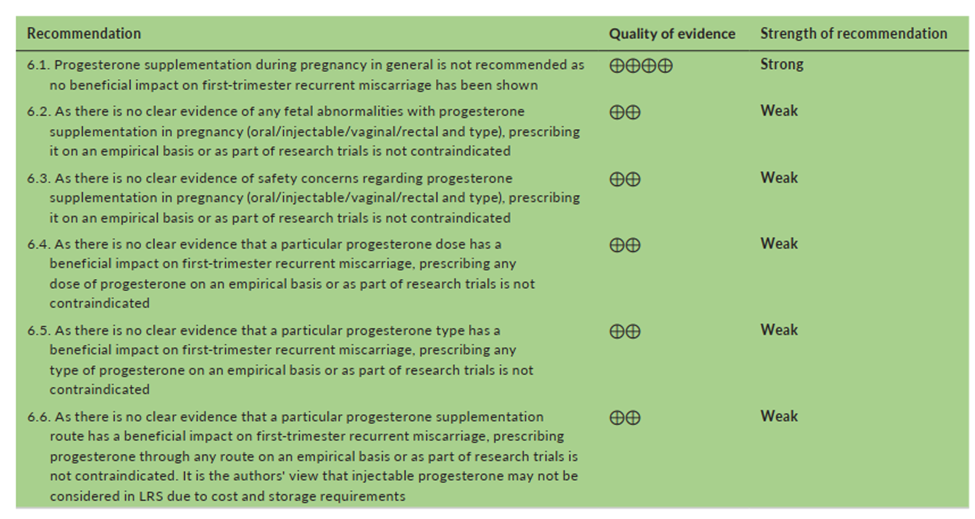 Recommendation Quality of evidence Strength of recommendation
6.1. Progesterone supplementation during pregnancy in general is not recommended as ⊕⊕⊕⊕ Strong
no beneficial impact on first-trimester recurrent miscarriage has been shown
6.2. As there is no clear evidence of any fetal abnormalities with progesterone ⊕⊕ Weak
supplementation in pregnancy (oral/injectable/vaginal/rectal and type), prescribing
it on an empirical basis or as part of research trials is not contraindicated
6.3. As there is no clear evidence of safety concerns regarding progesterone ⊕⊕ Weak
supplementation in pregnancy (oral/injectable/vaginal/rectal and type), prescribing
it on an empirical basis or as part of research trials is not contraindicated
6.4. As there is no clear evidence that a particular progesterone dose has a ⊕⊕ Weak
beneficial impact on first-trimester recurrent miscarriage, prescribing any
dose of progesterone on an empirical basis or as part of research trials is not
contraindicated
6.5. As there is no clear evidence that a particular progesterone type has a ⊕⊕ Weak
beneficial impact on first-trimester recurrent miscarriage, prescribing any
type of progesterone on an empirical basis or as part of research trials is not
contraindicated
6.6. As there is no clear evidence that a particular progesterone supplementation ⊕⊕ Weak
route has a beneficial impact on first-trimester recurrent miscarriage, prescribing
progesterone through any route on an empirical basis or as part of research trials is
not contraindicated. It is the authors' view that injectable progesterone may not be
considered in LRS due to cost and storage requirements